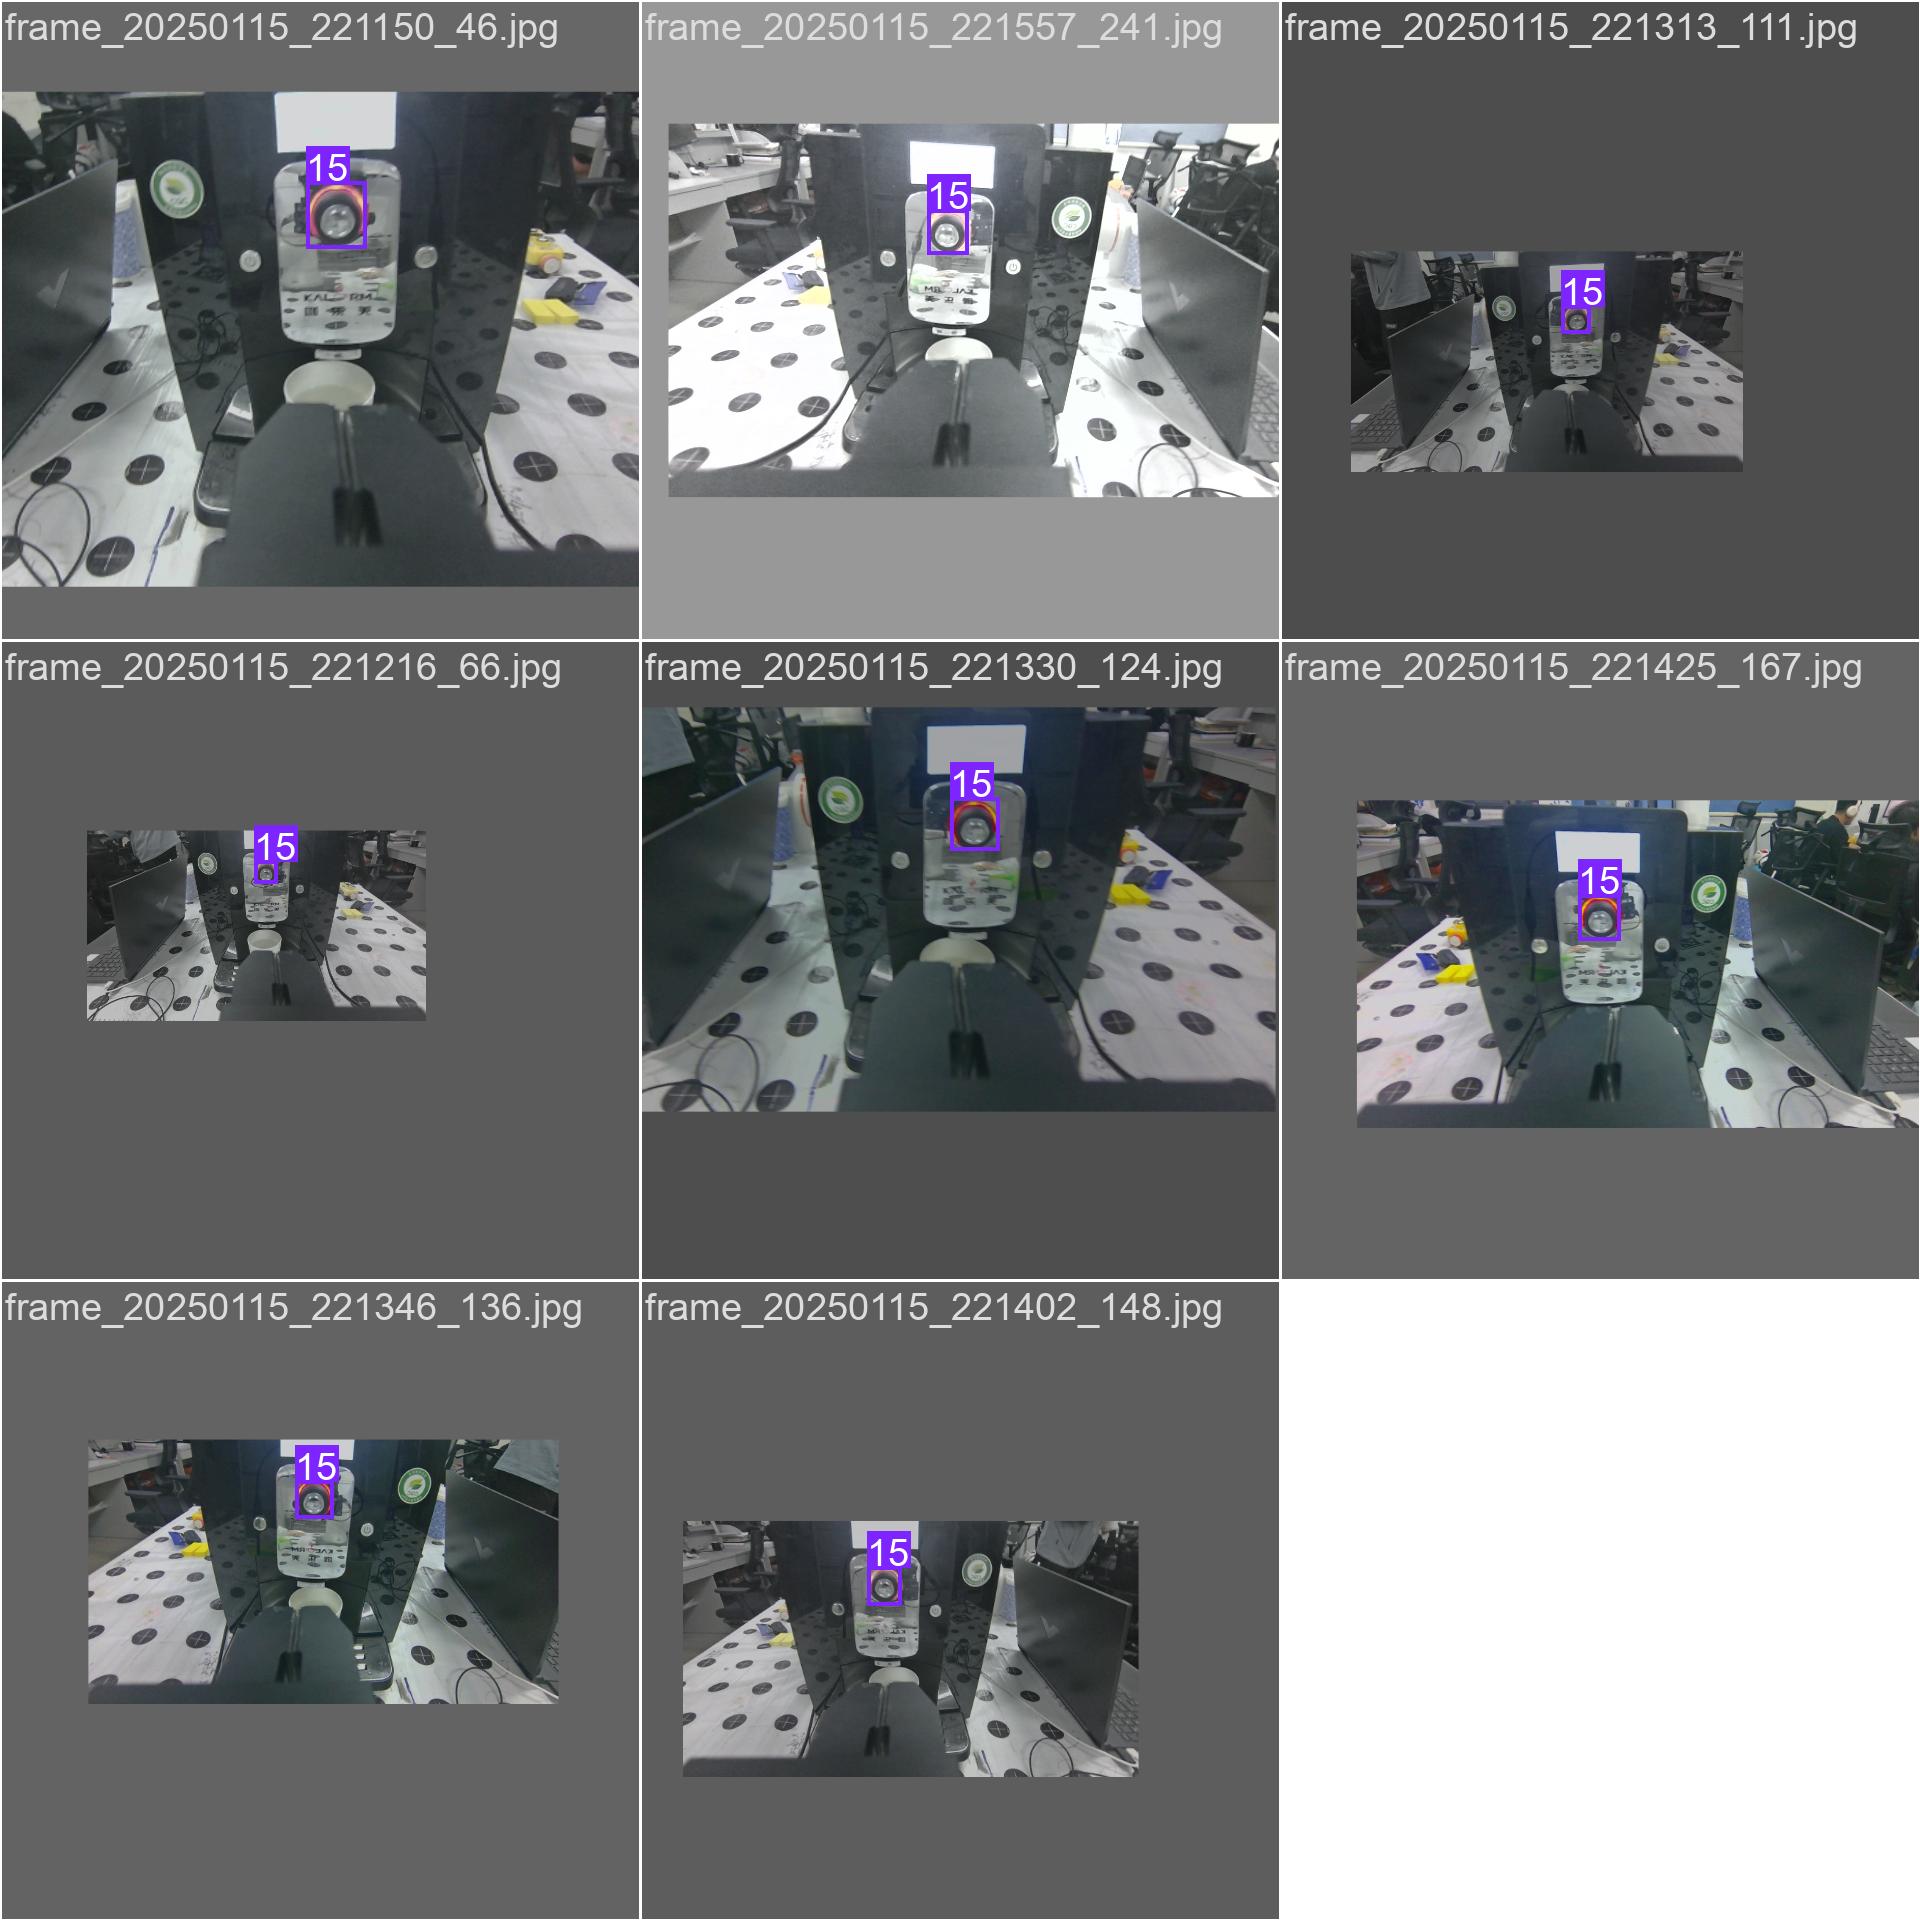 frame_20250115_221150_46.jpg
15
frame_20250115_221557_241.jpg
15
frame_20250115_221313_111.jpg
15
frame_20250115_221216_66.jpg
15
frame_20250115_221330_124.jpg
15
frame_20250115_221425_167.jpg
15
frame_20250115_221346_136.jpg
15
frame_20250115_221402_148.jpg
15